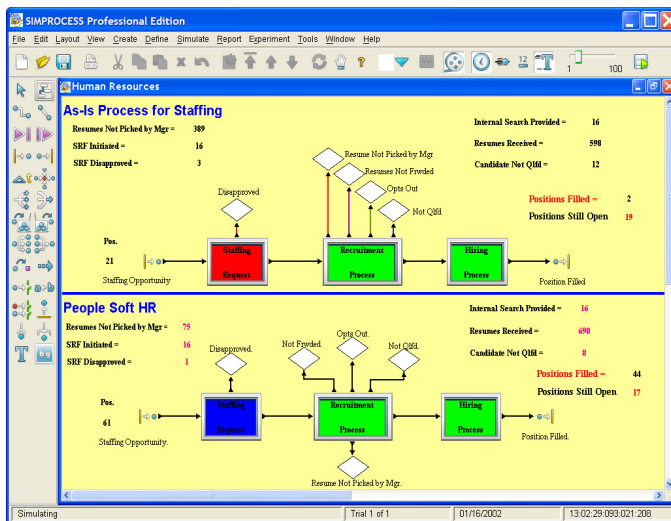 SIMPROCESS Professional Edition
File Edit Layout View Create Define Simulate Report Experiment Tools Window Help
12
1 100
Human Resources
As-Is Process for Staffing
Resumes Not Picked by Mgr = 389
SRF Initiated = 16
SRF Disapproved = 3
Internal Search Provided = 16
Resumes Received = 598
Candidate Not Qlfd = 12
Resume Not Picked by Mgr
Resumes Not Frwded
Opts Out
Not Qlfd
Disapproved
Positions Filled = 2
Positions Still Open 19
Pos.
21
Staffing Opportunity
Staffing
Request
Recruitment
Process
Hiring
Process
Position Filled
People Soft HR
Resumes Not Picked by Mgr = 75
SRF Initiated = 16
SRF Disapproved = 1
Internal Search Provided = 16
Resumes Received = 690
Candidate Not Qlfd = 8
Disapproved.
Not Frwded
Opts Out.
Not Qlfd.
Positions Filled = 44
Positions Still Open 17
Pos.
61
Staffing Opportunity.
Staffing
Request
Recruitment
Process
Hiring
Process
Position Filled.
Resume Not Picked by Mgr.
Simulating Trial 1 of 1 01/16/2002 13:02:29:093:021:208